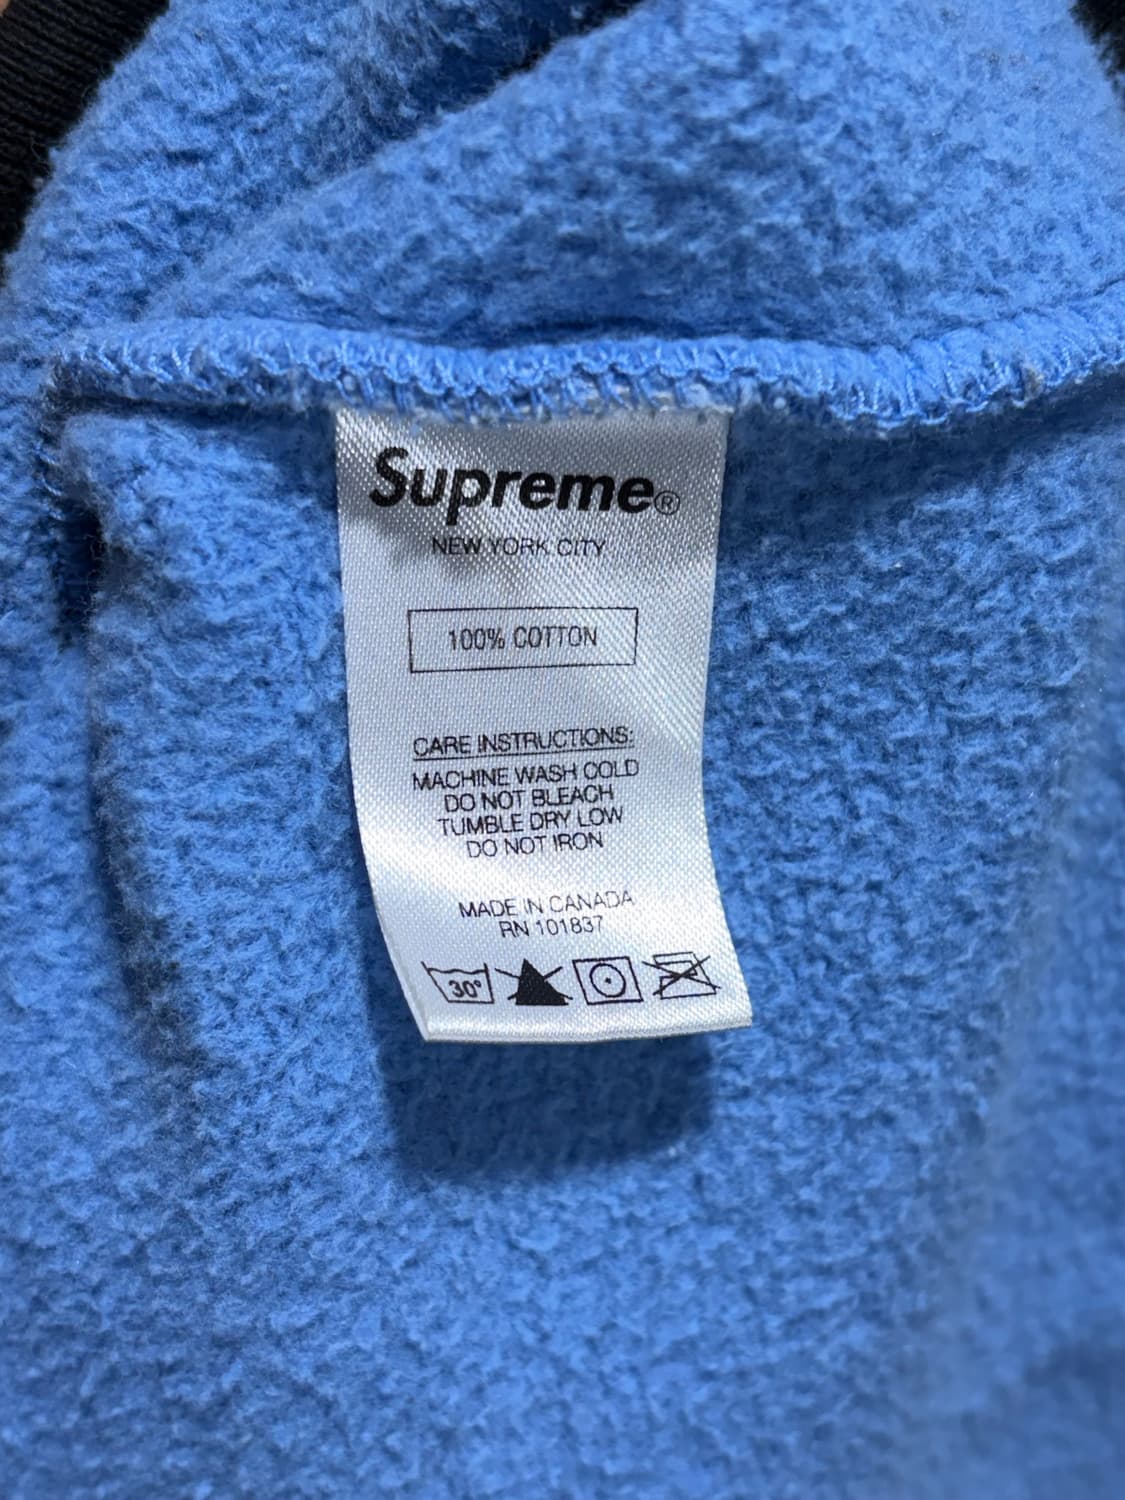 Supreme®
NEW YORK CITY
100% COTTON
CARE INSTRUCTIONS:
MACHINE WASH COLD
DO NOT BLEACH
TUMBLE DRY LOW
DO NOT IRON
MADE IN CANADA
RN 101837
30°